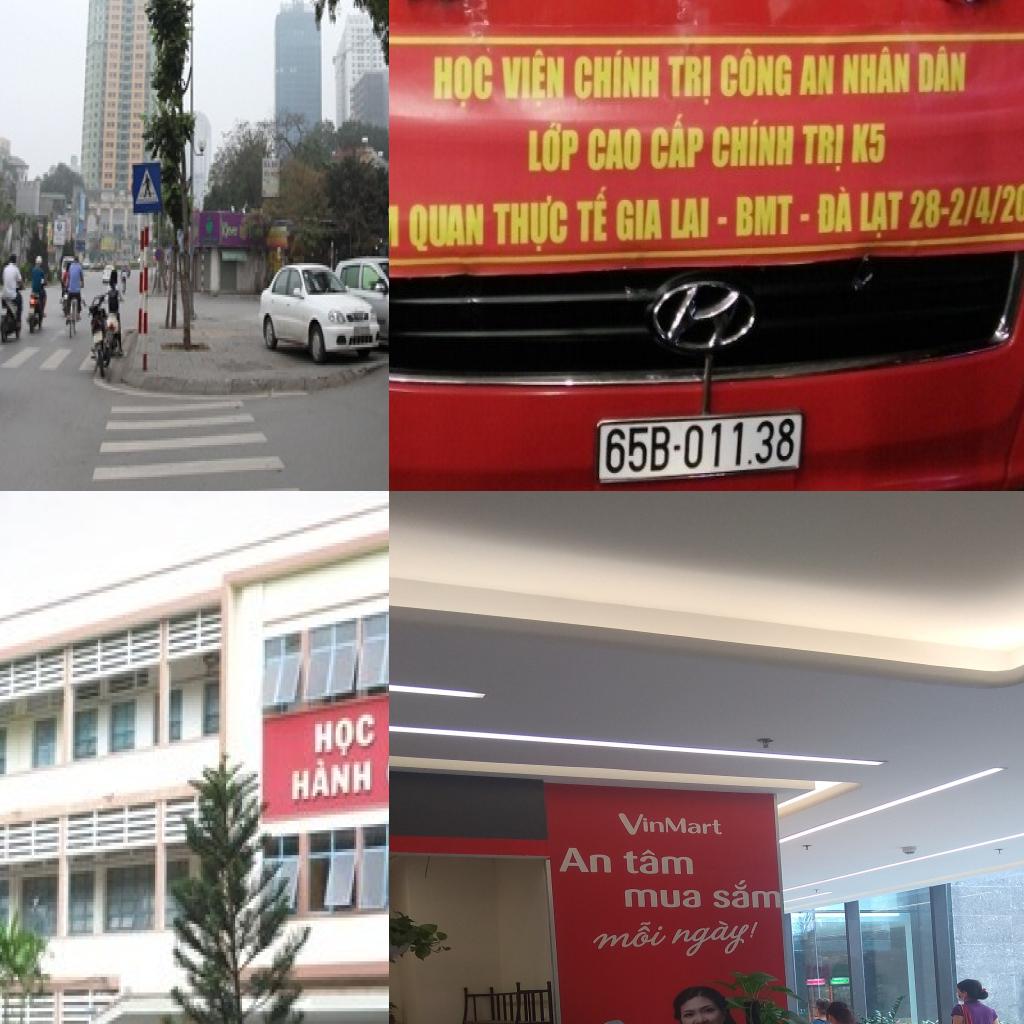 HỌC VIỆN CHÍNH TRỊ CÔNG AN NHÂN DÂN
LỚP CAO CẤP CHÍNH TRỊ K5
QUAN THỰC TẾ GIA LAI - BMT - ĐÀ LẠT 28-2/4/20
65B-011.38
HỌC
HÀNH
VinMart
An tâm
mua sắm
mỗi ngày!